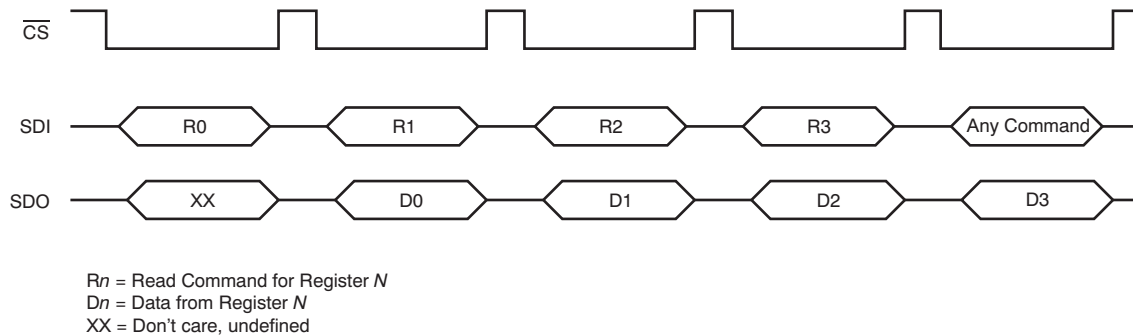 CS
SDI R0 R1 R2 R3 Any Command
SDO XX D0 D1 D2 D3
Rn = Read Command for Register N
Dn = Data from Register N
XX = Don't care, undefined